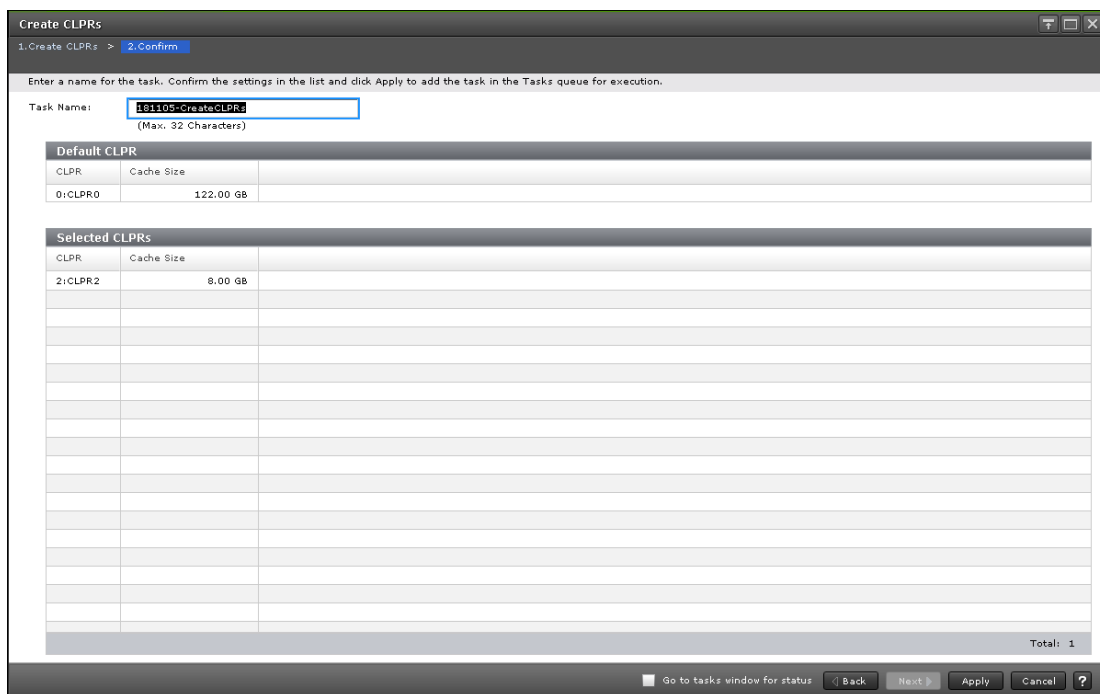 Create CLPRs
1.Create CLPRs > 2.Confirm
Enter a name for the task. Confirm the settings in the list and click Apply to add the task in the Tasks queue for execution.
Task Name: 181105-CreateCLPRs
(Max. 32 Characters)
Default CLPR
CLPR Cache Size
0:CLPR0 122.00 GB
Selected CLPRs
CLPR Cache Size
2:CLPR2 8.00 GB
Total: 1
Go to tasks window for status Back Next Apply Cancel ?